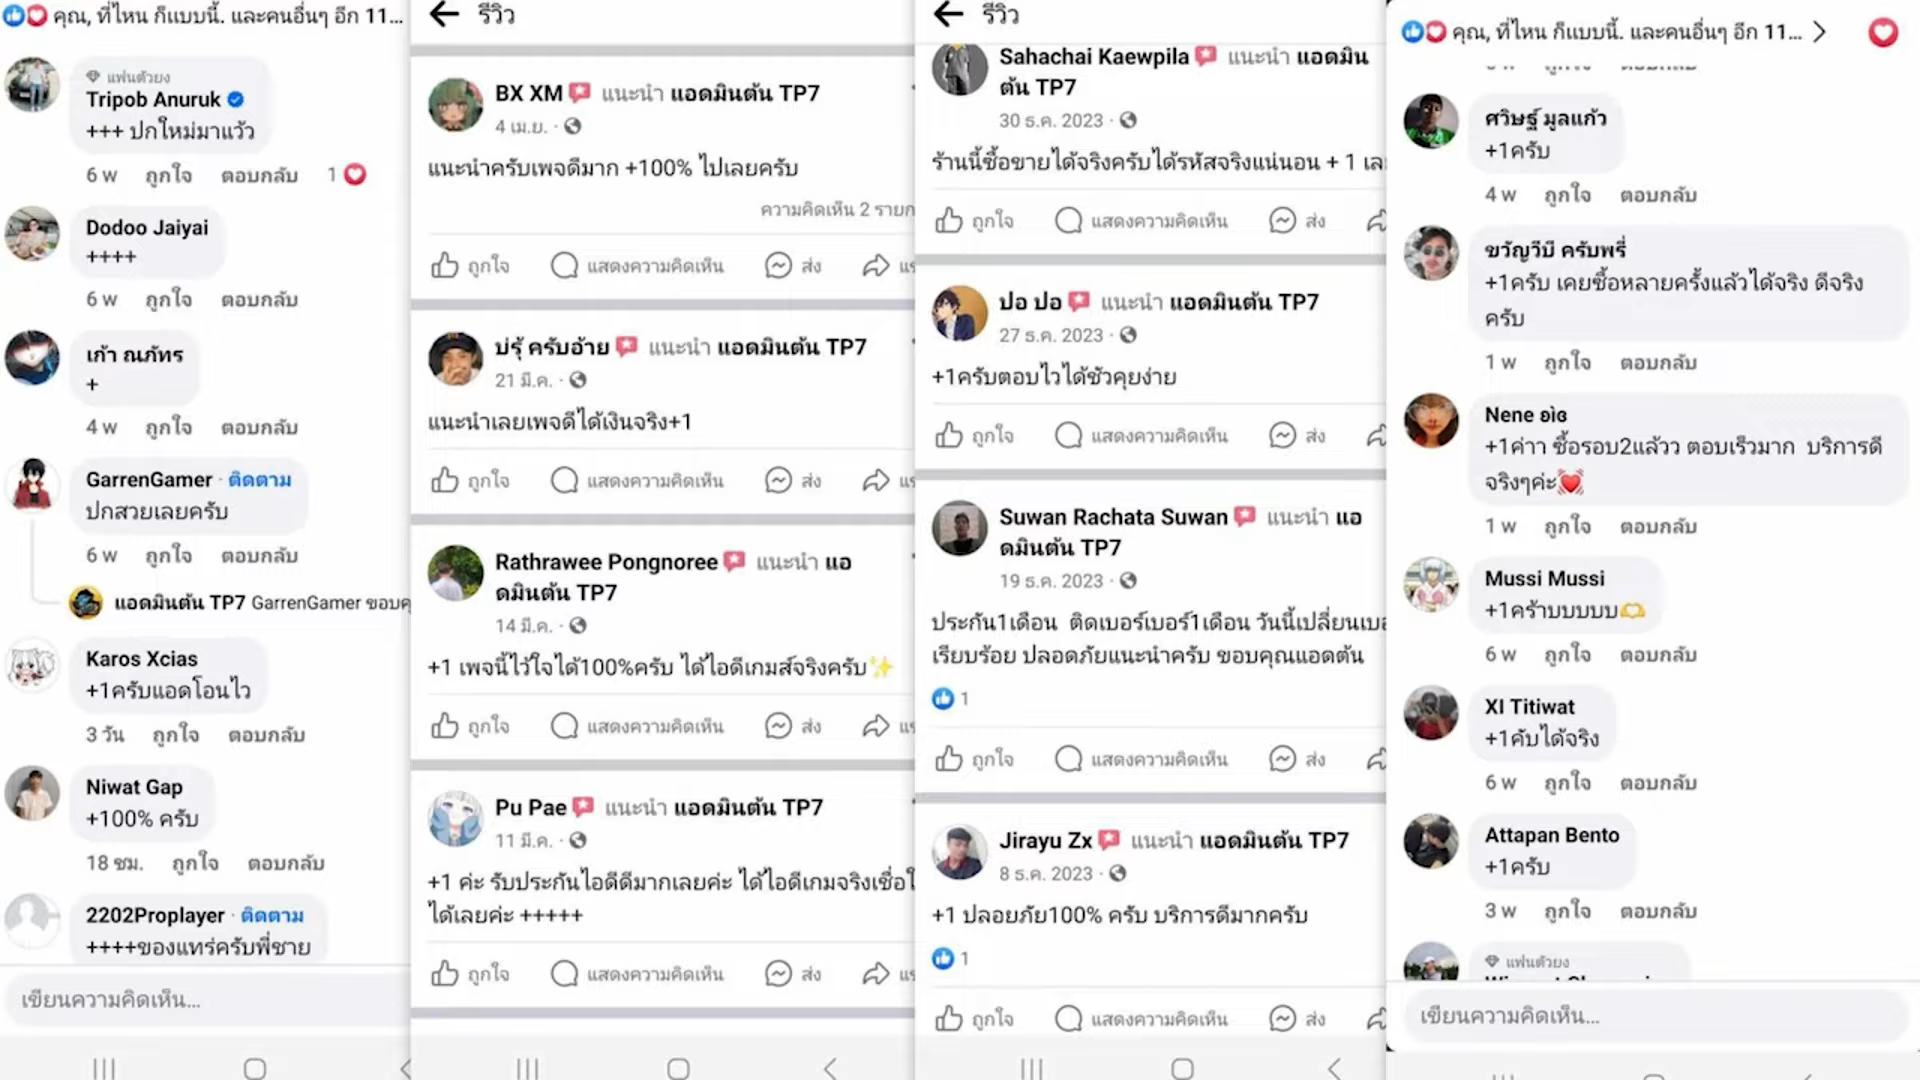 คุณ, ที่ไหน ก็แบบนี้. และคนอื่นๆ อีก 11...
แฟนตัวยง
Tripob Anuruk
+++ ปกใหม่มาแว้ว
6 w ถูกใจ ตอบกลับ 1
Dodoo Jaiyai
++++
6 w ถูกใจ ตอบกลับ
เก้า ณภัทร
+
4 w ถูกใจ ตอบกลับ
GarrenGamer · ติดตาม
ปกสวยเลยครับ
6 w ถูกใจ ตอบกลับ
แอดมินต้น TP7 GarrenGamer ขอบคุ
Karos Xcias
+1ครับแอดโอนไว
3 วัน ถูกใจ ตอบกลับ
Niwat Gap
+100% ครับ
18 ชม. ถูกใจ ตอบกลับ
2202Proplayer · ติดตาม
++++ของแทร่ครับพี่ชาย
เขียนความคิดเห็น...
รีวิว
BX XM แนะนำ แอดมินต้น TP7
4 เม.ย. ·
แนะนำครับเพจดีมาก +100% ไปเลยครับ
ความคิดเห็น 2 ราย
ถูกใจ แสดงความคิดเห็น ส่ง
บ่รุ้ ครับอ้าย แนะนำ แอดมินต้น TP7
21 มี.ค. ·
แนะนำเลยเพจดีได้เงินจริง+1
ถูกใจ แสดงความคิดเห็น ส่ง
Rathrawee Pongnoree แนะนำ แอ
ดมินต้น TP7
14 มี.ค. ·
+1 เพจนี้ไว้ใจได้100%ครับ ได้ไอดีเกมส์จริงครับ✨
ถูกใจ แสดงความคิดเห็น ส่ง
Pu Pae แนะนำ แอดมินต้น TP7
11 มี.ค. ·
+1 ค่ะ รับประกันไอดีดีมากเลยค่ะ ได้ไอดีเกมจริงเชื่อใ
ได้เลยค่ะ +++++
ถูกใจ แสดงความคิดเห็น ส่ง
รีวิว
Sahachai Kaewpila แนะนำ แอดมิน
ต้น TP7
30 ธ.ค. 2023 ·
ร้านนี้ซื้อขายได้จริงครับได้รหัสจริงแน่นอน + 1 เล
ถูกใจ แสดงความคิดเห็น ส่ง
ปอ ปอ แนะนำ แอดมินต้น TP7
27 ธ.ค. 2023 ·
+1ครับตอบไวได้ชัวคุยง่าย
ถูกใจ แสดงความคิดเห็น ส่ง
Suwan Rachata Suwan แนะนำ แอ
ดมินต้น TP7
19 ธ.ค. 2023 ·
ประกัน1เดือน ติดเบอร์เบอร์1เดือน วันนี้เปลี่ยนเบอ
เรียบร้อย ปลอดภัยแนะนำครับ ขอบคุณแอดต้น
1
ถูกใจ แสดงความคิดเห็น ส่ง
Jirayu Zx แนะนำ แอดมินต้น TP7
8 ธ.ค. 2023 ·
+1 ปลอยภัย100% ครับ บริการดีมากครับ
1
ถูกใจ แสดงความคิดเห็น ส่ง
คุณ, ที่ไหน ก็แบบนี้. และคนอื่นๆ อีก 11...
ศวิษฐ์ มูลแก้ว
+1ครับ
4 w ถูกใจ ตอบกลับ
ขวัญวีบี ครับพรี่
+1ครับ เคยซื้อหลายครั้งแล้วได้จริง ดีจริง
ครับ
1 w ถูกใจ ตอบกลับ
Nene
+1ค่าา ซื้อรอบ2แล้วว ตอบเร็วมาก บริการดี
จริงๆค่ะ💓
1 w ถูกใจ ตอบกลับ
Mussi Mussi
+1คร้าบบบบบ🫶
6 w ถูกใจ ตอบกลับ
XI Titiwat
+1คับได้จริง
6 w ถูกใจ ตอบกลับ
Attapan Bento
+1ครับ
3 w ถูกใจ ตอบกลับ
แฟนตัวยง
เขียนความคิดเห็น...